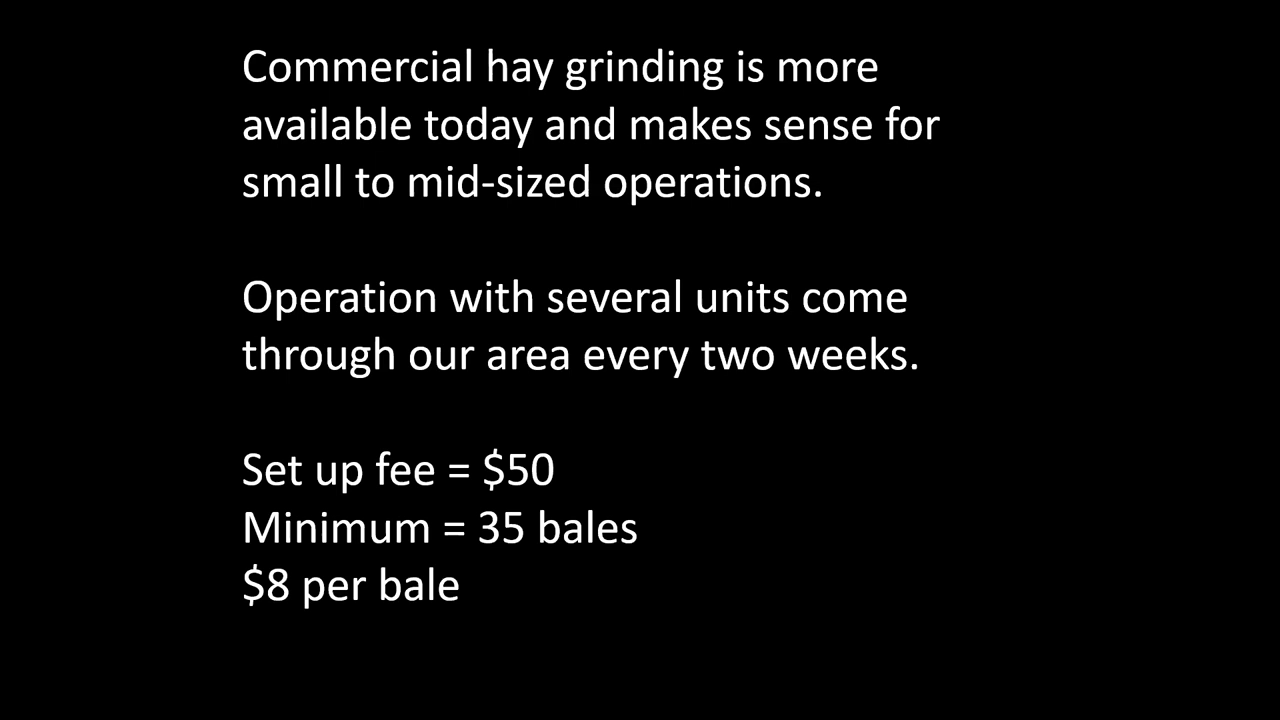 Commercial hay grinding is more
available today and makes sense for
small to mid-sized operations.
Operation with several units come
through our area every two weeks.
Set up fee = $50
Minimum = 35 bales
$8 per bale